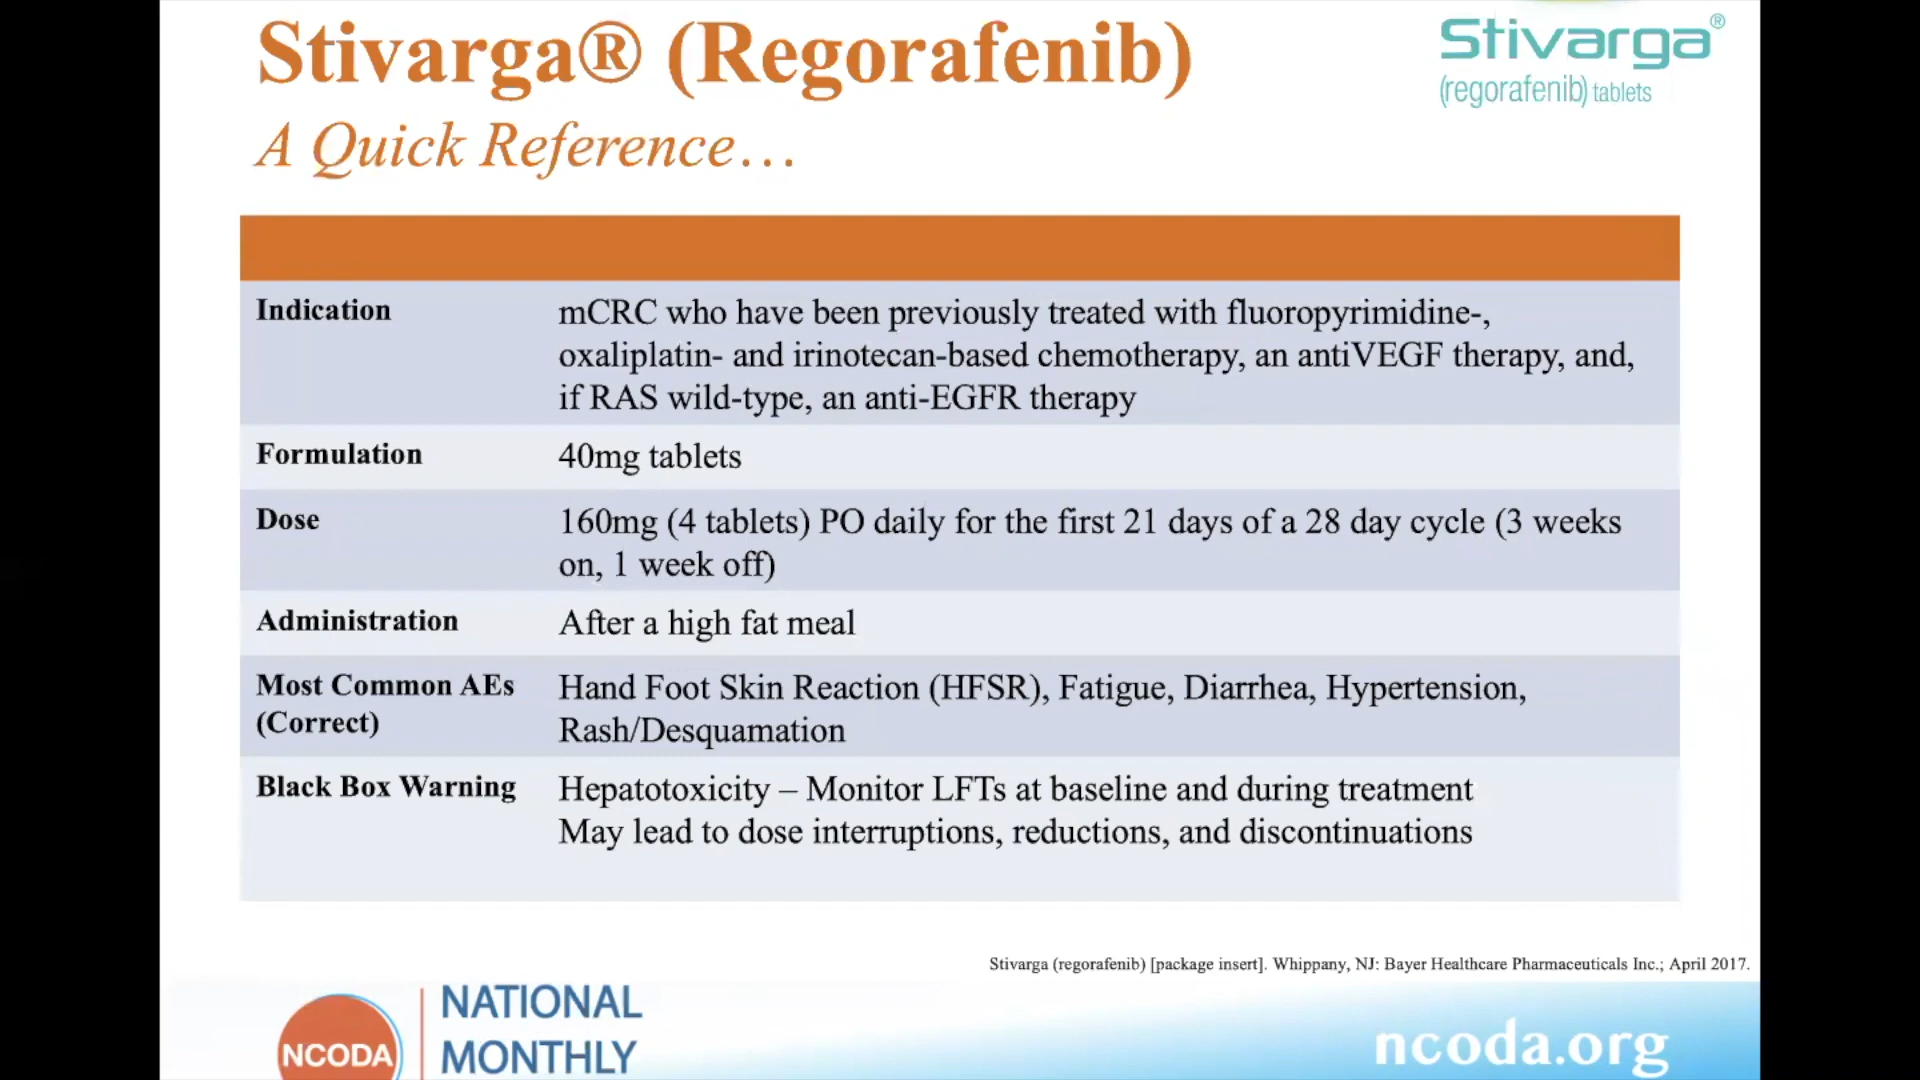 Stivarga® (Regorafenib)
A Quick Reference…
Stivarga®
(regorafenib) tablets
Indication
mCRC who have been previously treated with fluoropyrimidine-,
oxaliplatin- and irinotecan-based chemotherapy, an antiVEGF therapy, and,
if RAS wild-type, an anti-EGFR therapy
Formulation
40mg tablets
Dose
160mg (4 tablets) PO daily for the first 21 days of a 28 day cycle (3 weeks
on, 1 week off)
Administration
After a high fat meal
Most Common AEs
(Correct)
Hand Foot Skin Reaction (HFSR), Fatigue, Diarrhea, Hypertension,
Rash/Desquamation
Black Box Warning
Hepatotoxicity – Monitor LFTs at baseline and during treatment
May lead to dose interruptions, reductions, and discontinuations
Stivarga (regorafenib) [package insert]. Whippany, NJ: Bayer Healthcare Pharmaceuticals Inc.; April 2017.
NCODA
NATIONAL
MONTHLY
ncoda.org